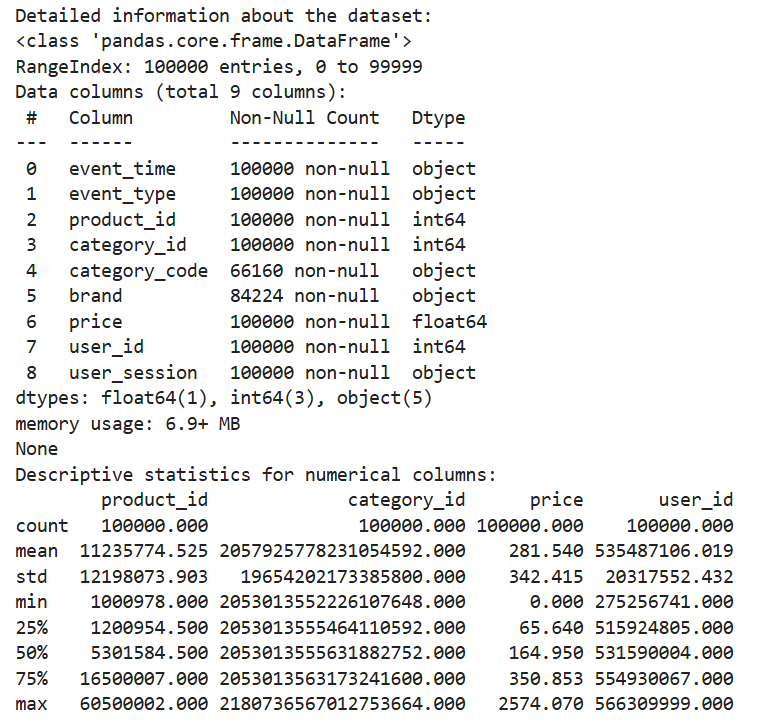 Detailed information about the dataset:
<class 'pandas.core.frame.DataFrame'>
RangeIndex: 100000 entries, 0 to 99999
Data columns (total 9 columns):
 #   Column         Non-Null Count   Dtype
---  ------         --------------   -----
 0   event_time     100000 non-null  object
 1   event_type     100000 non-null  object
 2   product_id     100000 non-null  int64
 3   category_id    100000 non-null  int64
 4   category_code  66160 non-null   object
 5   brand          84224 non-null   object
 6   price          100000 non-null  float64
 7   user_id        100000 non-null  int64
 8   user_session   100000 non-null  object
dtypes: float64(1), int64(3), object(5)
memory usage: 6.9+ MB
None
Descriptive statistics for numerical columns:
        product_id             category_id      price       user_id
count   100000.000              100000.000 100000.000    100000.000
mean  11235774.525 2057925778231054592.000    281.540 535487106.019
std   12198073.903   19654202173385800.000    342.415  20317552.432
min    1000978.000 2053013552226107648.000      0.000 275256741.000
25%    1200954.500 2053013555464110592.000     65.640 515924805.000
50%    5301584.500 2053013555631882752.000    164.950 531590004.000
75%   16500007.000 2053013563173241600.000    350.853 554930067.000
max   60500002.000 2180736567012753664.000   2574.070 566309999.000